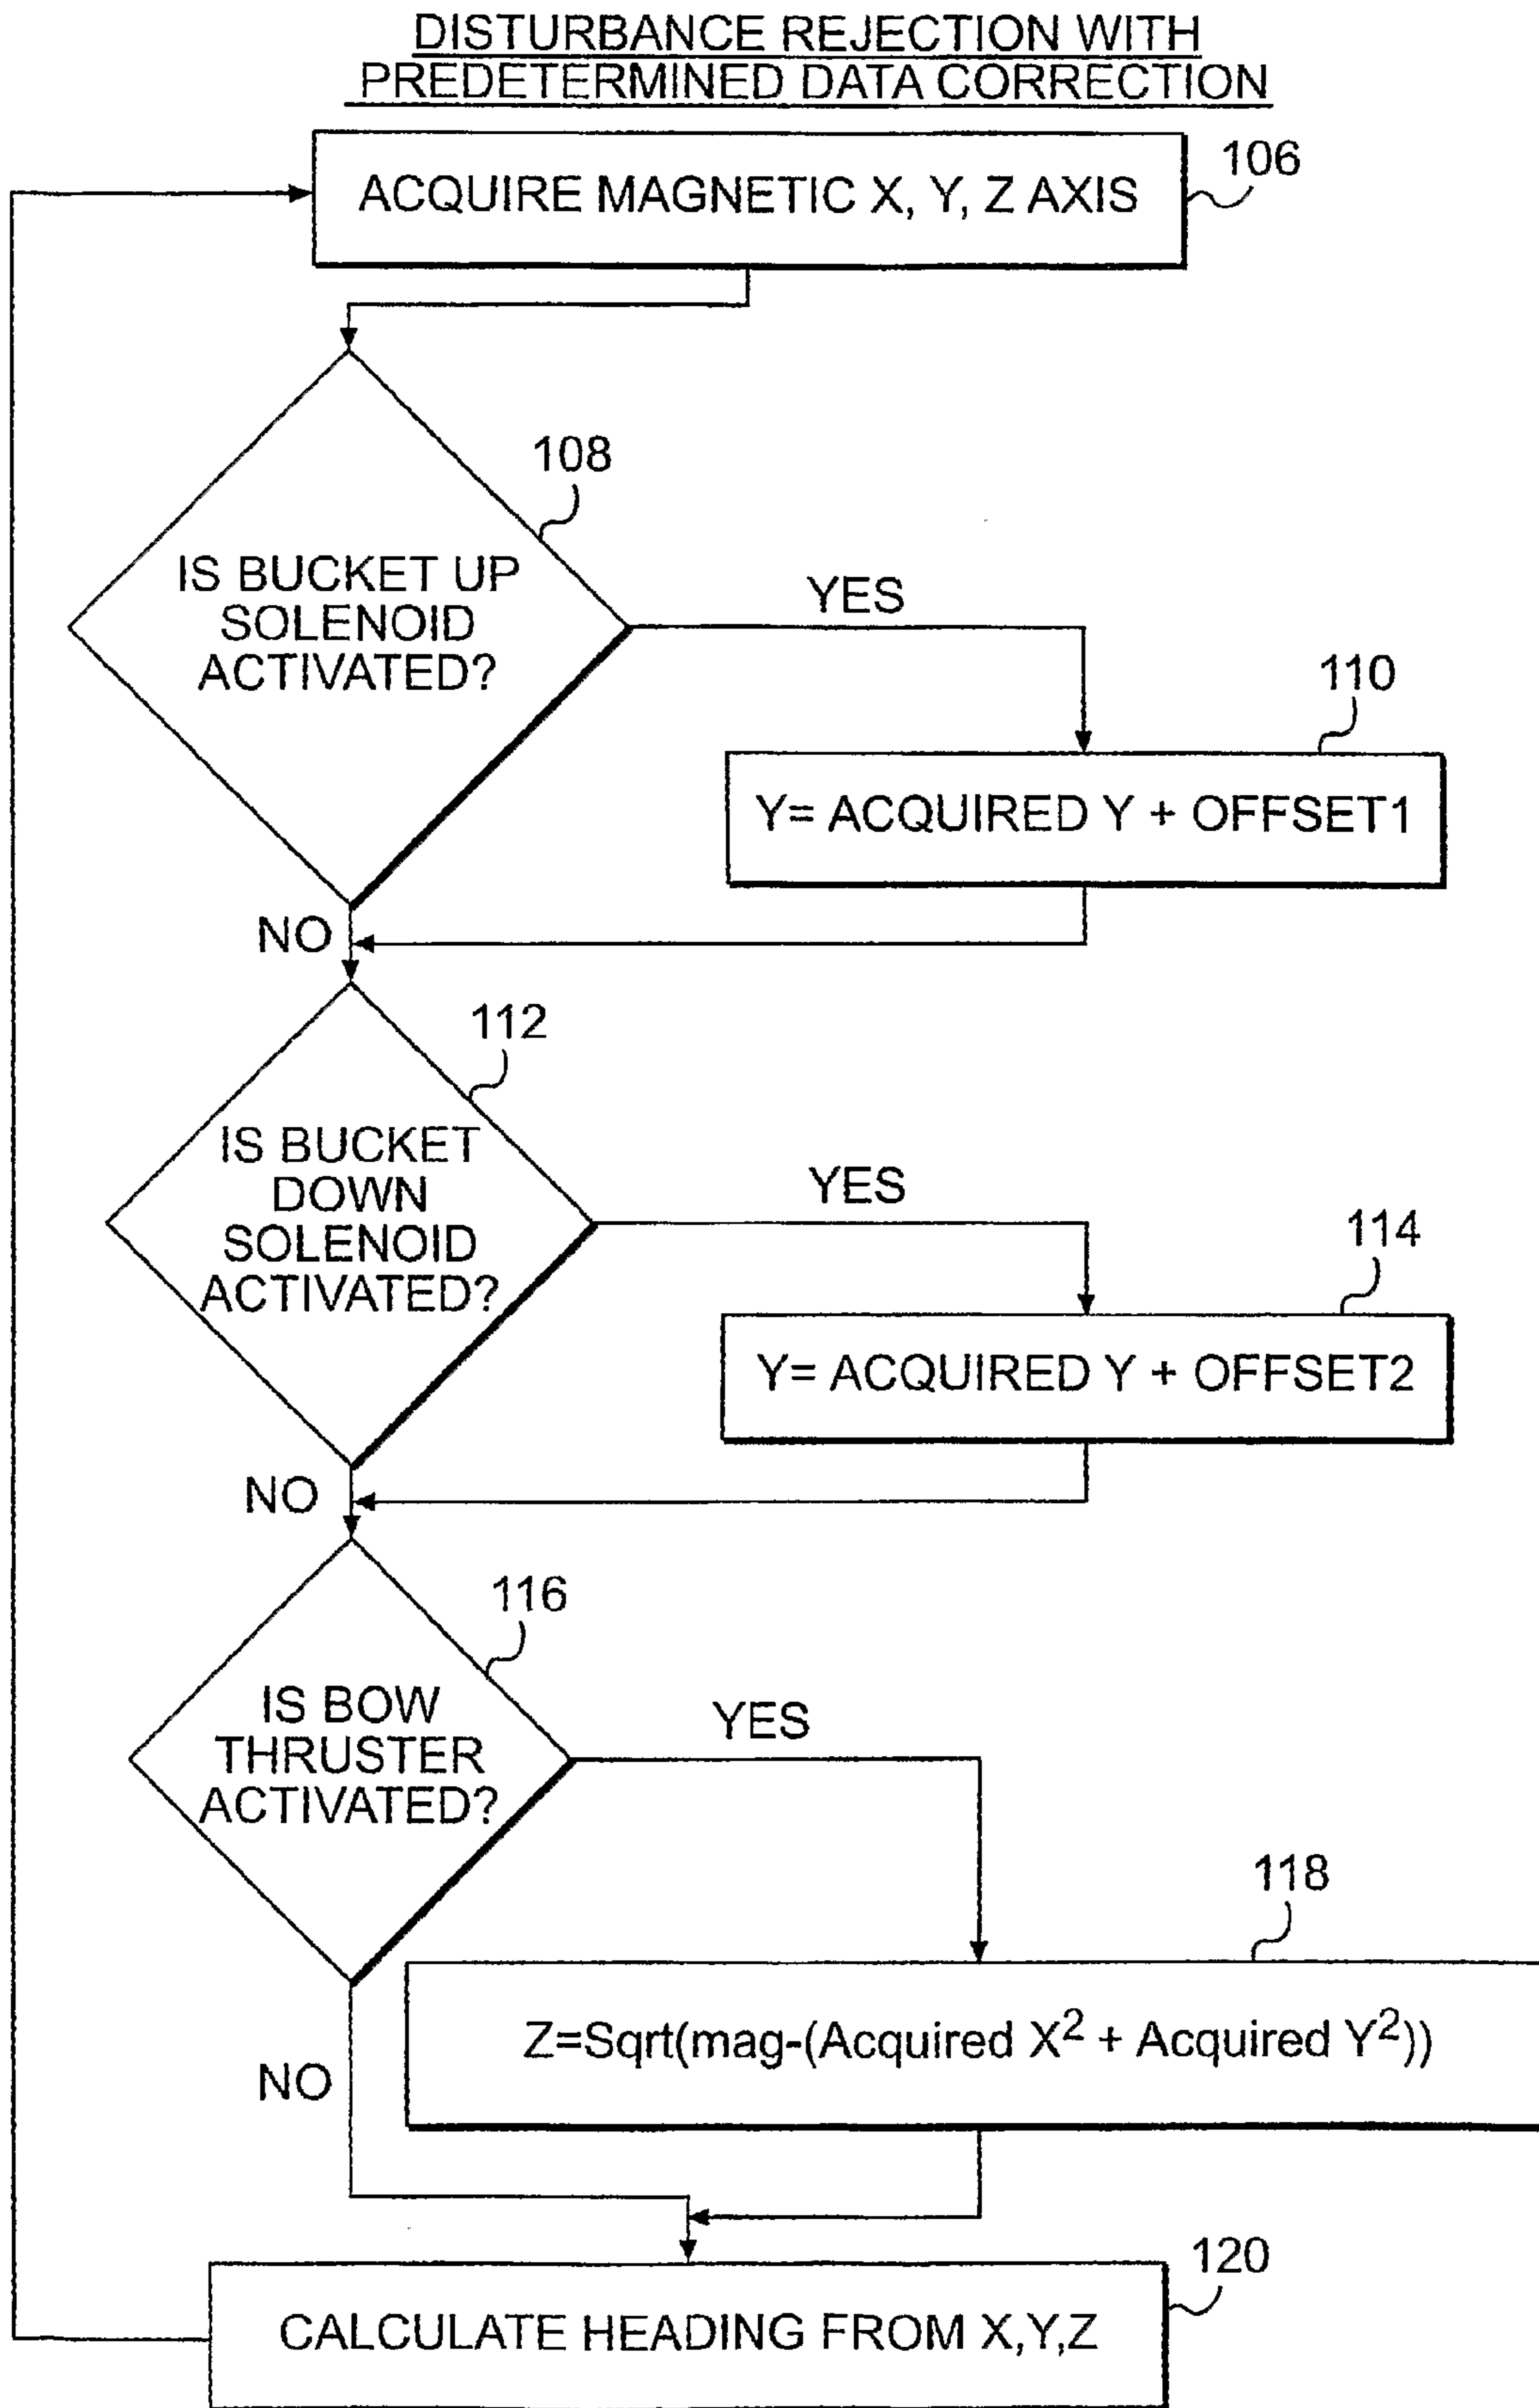 DISTURBANCE REJECTION WITH
PREDETERMINED DATA CORRECTION
ACQUIRE MAGNETIC X, Y, Z AXIS
106
108
IS BUCKET UP
SOLENOID
ACTIVATED?
YES
110
Y= ACQUIRED Y + OFFSET1
NO
112
IS BUCKET
DOWN
SOLENOID
ACTIVATED?
YES
114
Y= ACQUIRED Y + OFFSET2
NO
116
IS BOW
THRUSTER
ACTIVATED?
YES
118
Z=Sqrt(mag-(Acquired X² + Acquired Y²))
NO
120
CALCULATE HEADING FROM X,Y,Z